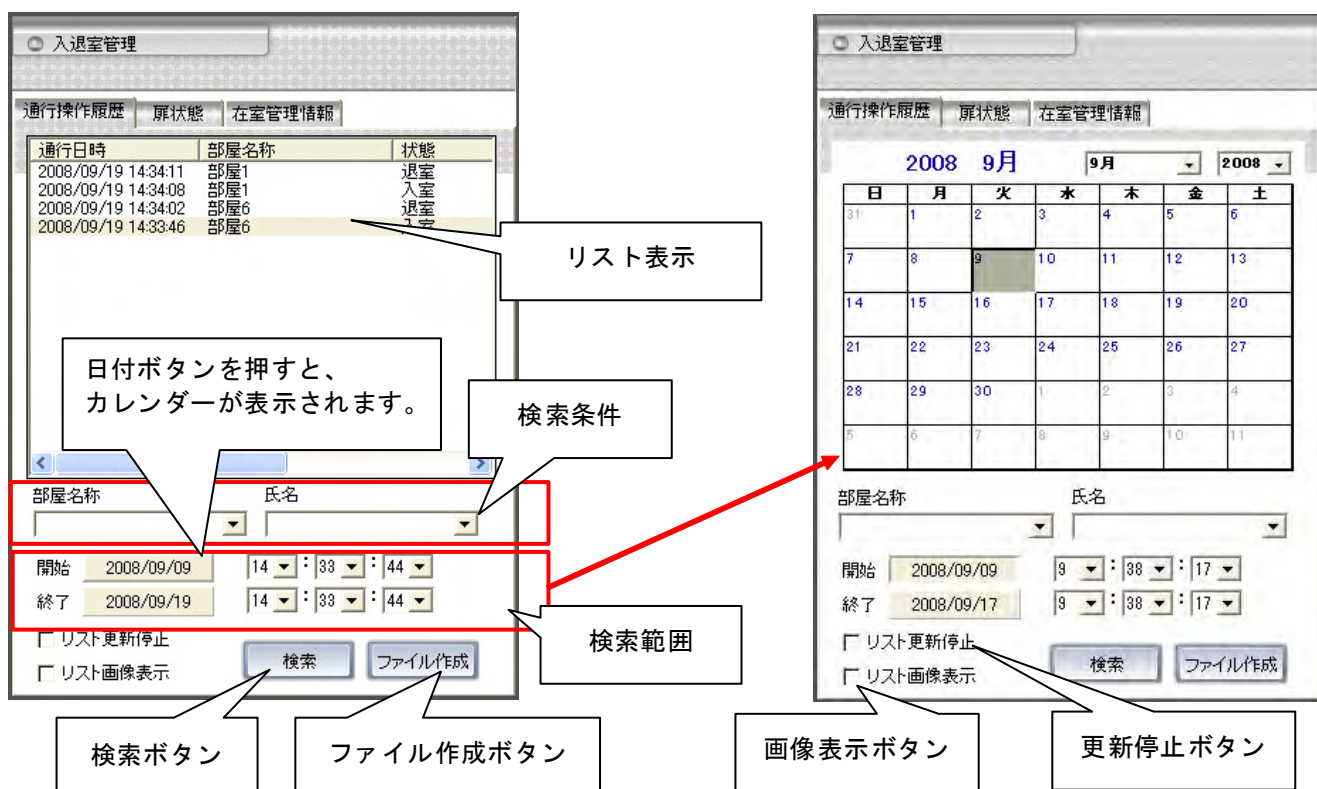 入退室管理
通行操作履歴 扉状態 在室管理情報
通行日時 部屋名称 状態
2008/09/19 14:34:11 部屋1 退室
2008/09/19 14:34:08 部屋1 入室
2008/09/19 14:34:02 部屋6 退室
2008/09/19 14:33:46 部屋6 入室
リスト表示
日付ボタンを押すと、
カレンダーが表示されます。
検索条件
部屋名称 氏名
開始 2008/09/09 14 : 33 : 44
終了 2008/09/19 14 : 33 : 44
検索範囲
リスト更新停止
リスト画像表示
検索 ファイル作成
検索ボタン
ファイル作成ボタン
入退室管理
通行操作履歴 扉状態 在室管理情報
2008 9月 9月 2008
日 月 火 水 木 金 土
31 1 2 3 4 5 6
7 8 9 10 11 12 13
14 15 16 17 18 19 20
21 22 23 24 25 26 27
28 29 30 1 2 3 4
5 6 7 8 9 10 11
部屋名称 氏名
開始 2008/09/09 9 : 38 : 17
終了 2008/09/17 9 : 38 : 17
リスト更新停止
リスト画像表示
検索 ファイル作成
画像表示ボタン
更新停止ボタン